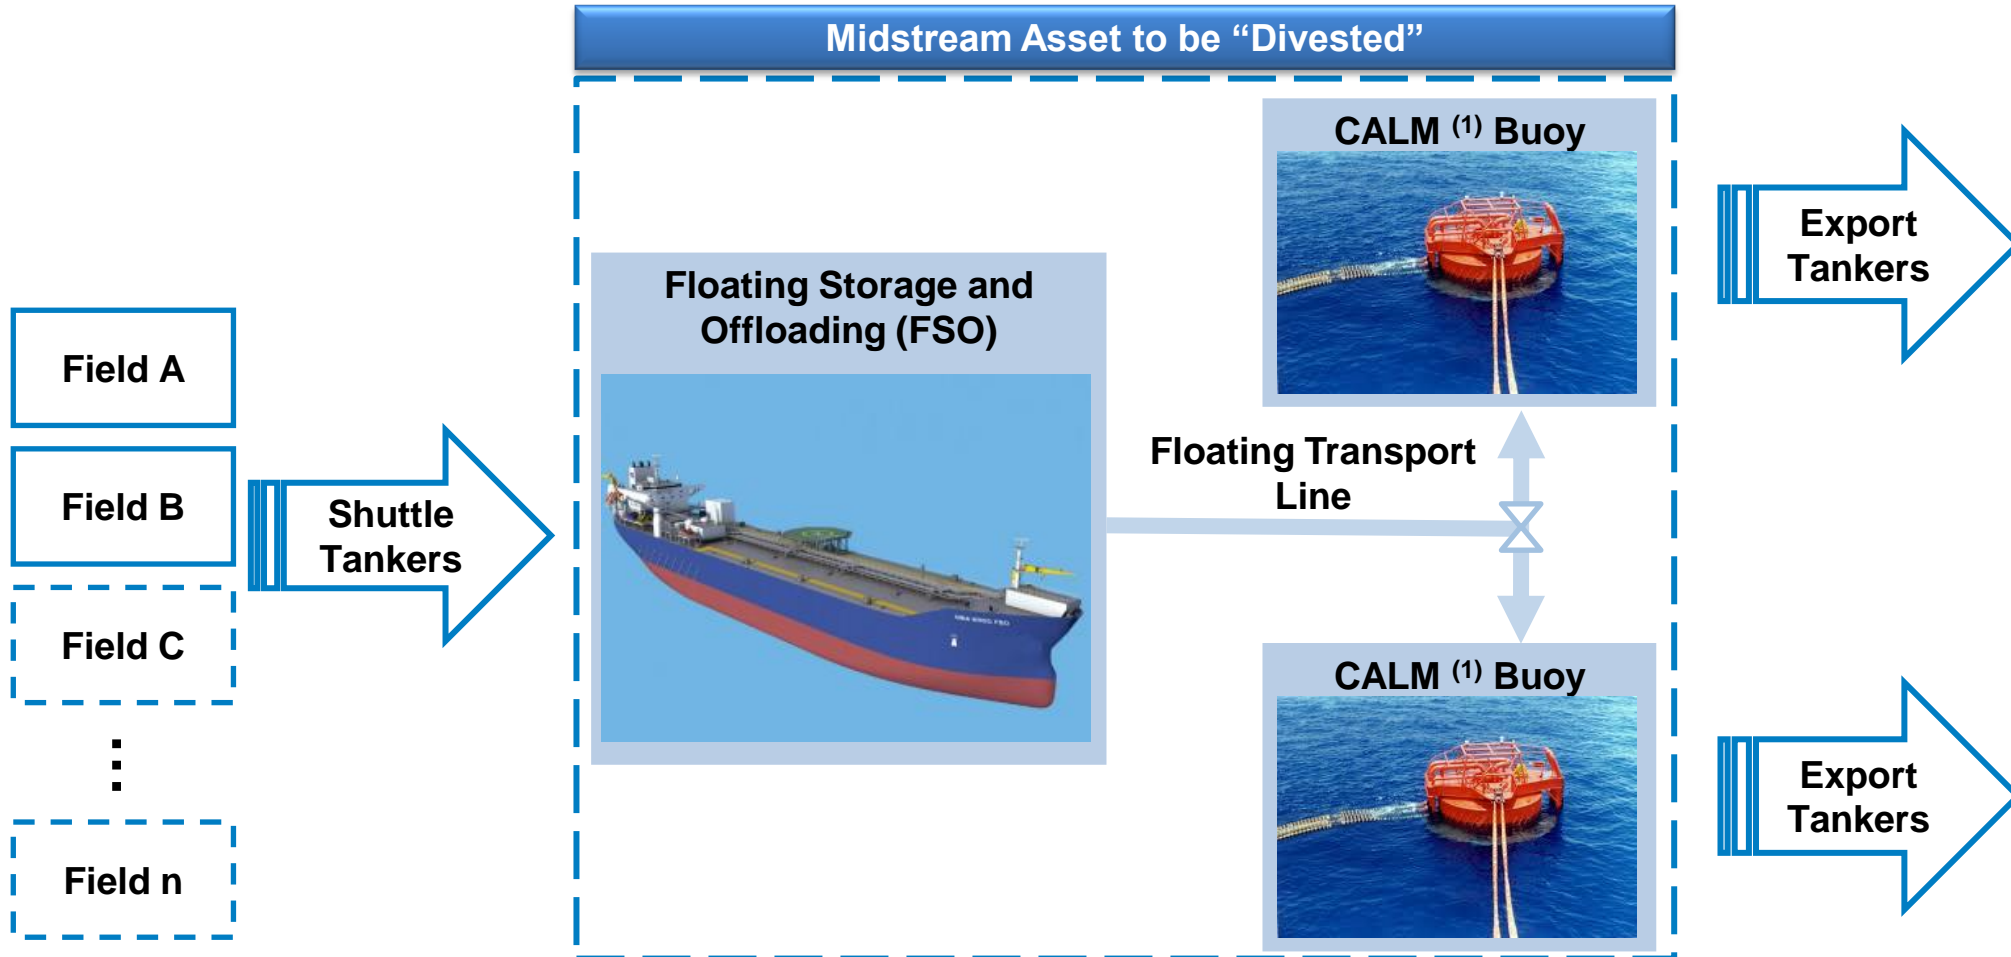 Midstream Asset to be “Divested”
Field A
Field B
Field C
Field n
Shuttle
Tankers
Floating Storage and
Offloading (FSO)
Floating Transport
Line
CALM (1) Buoy
CALM (1) Buoy
Export
Tankers
Export
Tankers